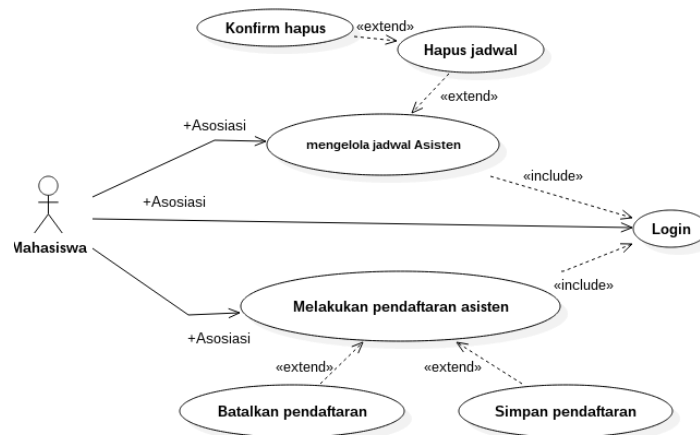 Konfirm hapus
«extend»
Hapus jadwal
«extend»
+Asosiasi
mengelola jadwal Asisten
«include»
+Asosiasi
Login
Mahasiswa
«include»
Melakukan pendaftaran asisten
+Asosiasi
«extend»
«extend»
Batalkan pendaftaran
Simpan pendaftaran